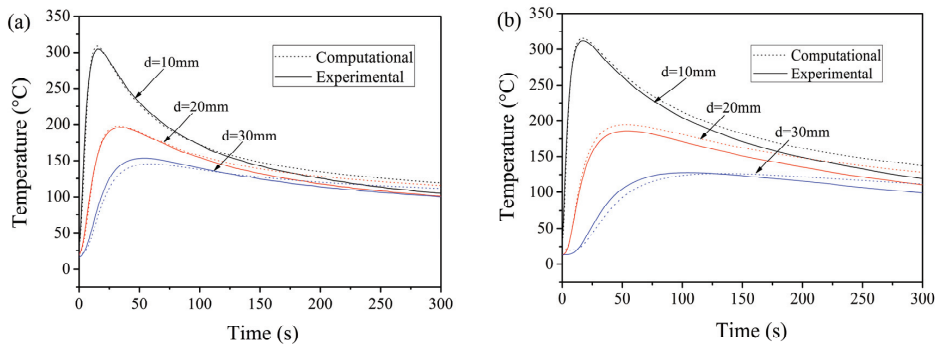 (a)
350
300
250
200
150
100
50
0
Temperature (°C)
0 50 100 150 200 250 300
Time (s)
Computational
Experimental
d=10mm
d=20mm
d=30mm
(b)
350
300
250
200
150
100
50
0
Temperature (°C)
0 50 100 150 200 250 300
Time (s)
Computational
Experimental
d=10mm
d=20mm
d=30mm